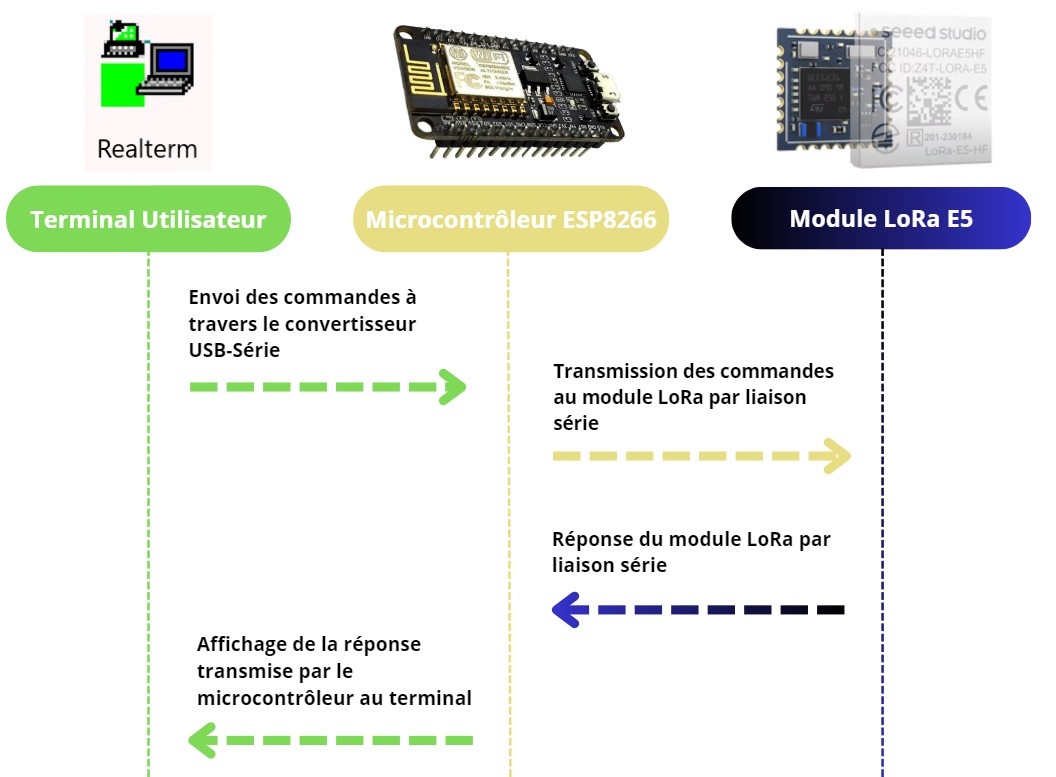 Realterm
seeed studio
IC:21046-LORAE5HF
FCC ID:Z4T-LORA-E5
FC
CE
R 201-230184
LoRa-E5-HF
WiFi
Terminal Utilisateur
Microcontrôleur ESP8266
Module LoRa E5
Envoi des commandes à
travers le convertisseur
USB-Série
Transmission des commandes
au module LoRa par liaison
série
Réponse du module LoRa par
liaison série
Affichage de la réponse
transmise par le
microcontrôleur au terminal